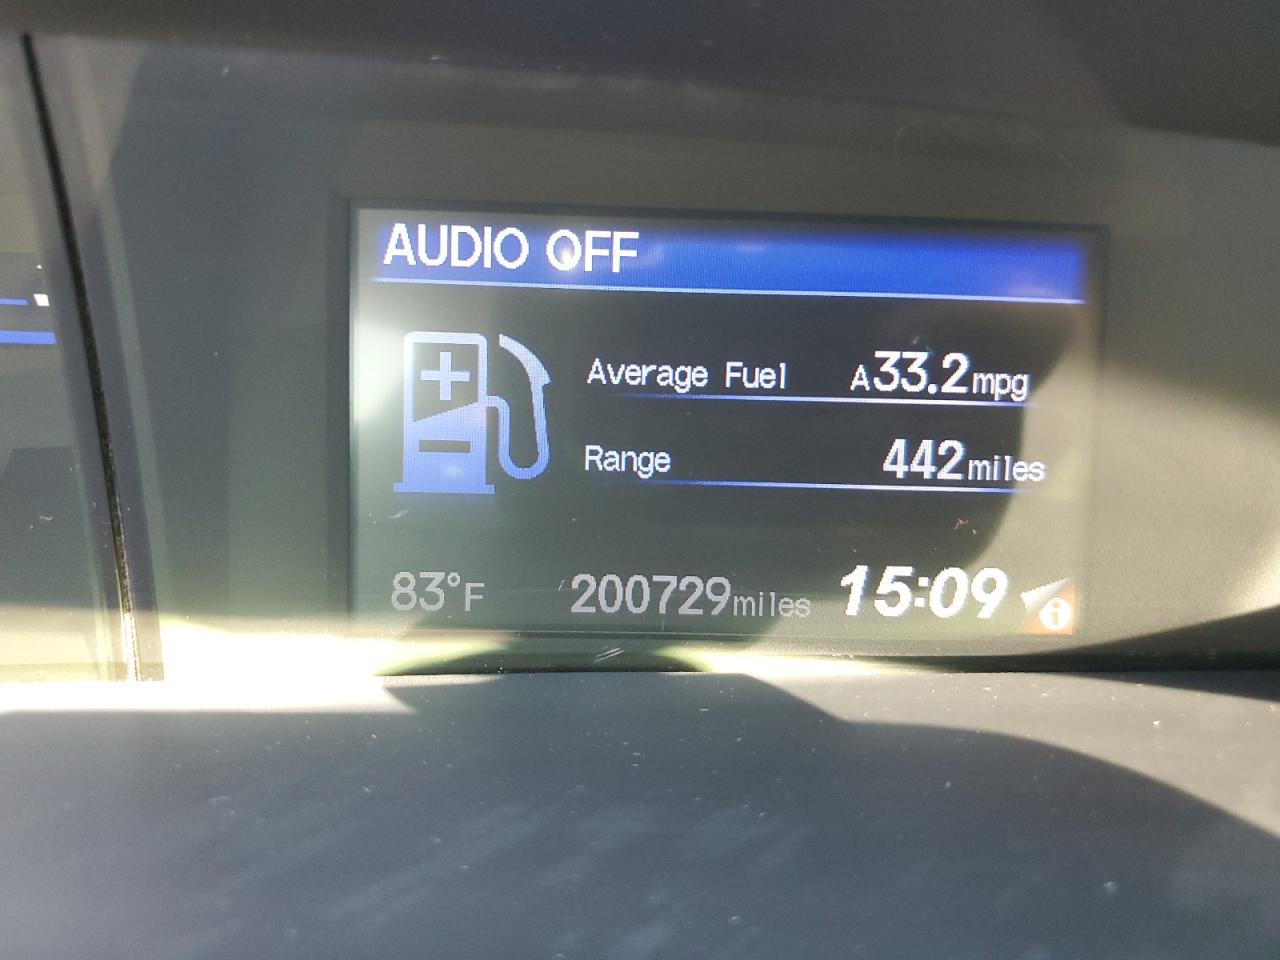 AUDIO OFF
Average Fuel A33.2mpg
Range 442miles
83°F 200729miles 15:09 i